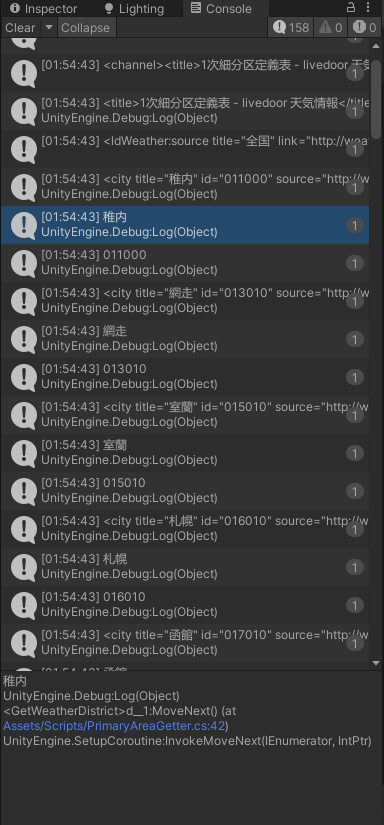 Inspector Lighting Console
Clear Collapse 158 0 0
[01:54:43] <channel><title>1次細分区定義表 - livedoor 天気
1
[01:54:43] <title>1次細分区定義表 - livedoor 天気情報</title
UnityEngine.Debug:Log(Object)
1
[01:54:43] <ldWeather:source title="全国" link="http://wea
1
[01:54:43] <city title="稚内" id="011000" source="http://w
UnityEngine.Debug:Log(Object)
1
[01:54:43] 稚内
UnityEngine.Debug:Log(Object)
1
[01:54:43] 011000
UnityEngine.Debug:Log(Object)
1
[01:54:43] <city title="網走" id="013010" source="http://w
UnityEngine.Debug:Log(Object)
1
[01:54:43] 網走
UnityEngine.Debug:Log(Object)
1
[01:54:43] 013010
UnityEngine.Debug:Log(Object)
1
[01:54:43] <city title="室蘭" id="015010" source="http://w
UnityEngine.Debug:Log(Object)
1
[01:54:43] 室蘭
UnityEngine.Debug:Log(Object)
1
[01:54:43] 015010
UnityEngine.Debug:Log(Object)
1
[01:54:43] <city title="札幌" id="016010" source="http://w
UnityEngine.Debug:Log(Object)
1
[01:54:43] 札幌
UnityEngine.Debug:Log(Object)
1
[01:54:43] 016010
UnityEngine.Debug:Log(Object)
1
[01:54:43] <city title="函館" id="017010" source="http://w
UnityEngine.Debug:Log(Object)
1
[01:54:43] 函館
稚内
UnityEngine.Debug:Log(Object)
<GetWeatherDistrict>d__1:MoveNext() (at
Assets/Scripts/PrimaryAreaGetter.cs:42)
UnityEngine.SetupCoroutine:InvokeMoveNext(IEnumerator, IntPtr)